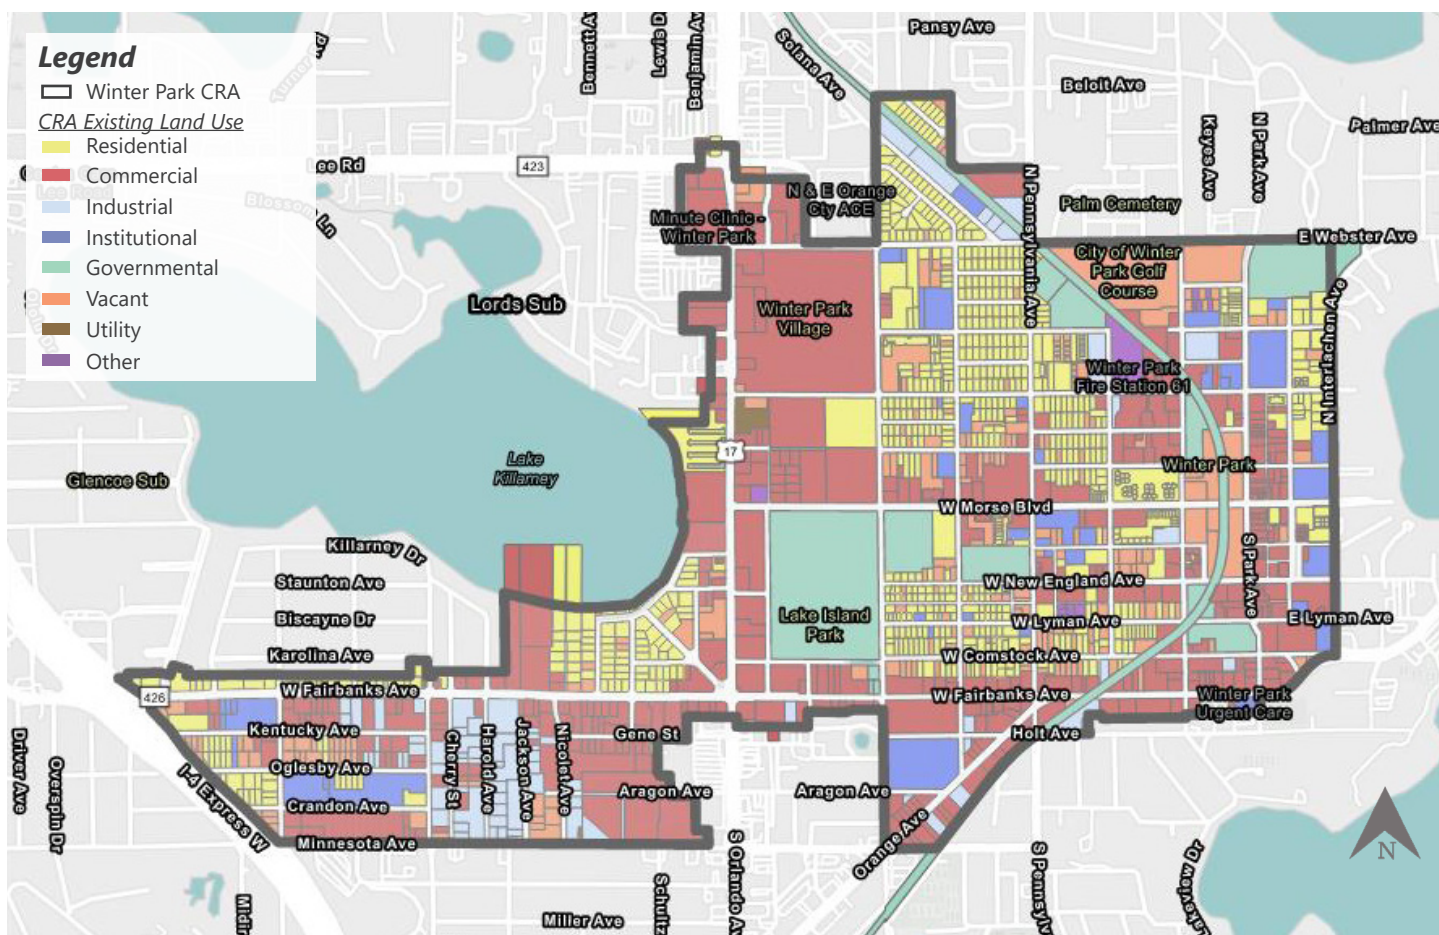 Legend
Winter Park CRA
CRA Existing Land Use
Residential
Commercial
Industrial
Institutional
Governmental
Vacant
Utility
Other
Bennett Av
Lewis D
Benjamin Av
Solana Ave
Pansy Ave
Beloit Ave
Keyes Ave
N Park Ave
Palmer Ave
Lee Rd
423
Blossom Ln
N & E Orange
Cty ACE
Minute Clinic -
Winter Park
N Pennsylvania Ave
Palm Cemetery
E Webster Ave
City of Winter
Park Golf
Course
Lords Sub
Winter Park
Village
N Interlachen Ave
Winter Park
Fire Station 61
17
Winter Park
Lake
Killarney
Glencoe Sub
W Morse Blvd
Killarney Dr
Staunton Ave
Biscayne Dr
Karolina Ave
W New England Ave
S Park Ave
Lake Island
Park
W Lyman Ave
E Lyman Ave
W Comstock Ave
426
W Fairbanks Ave
W Fairbanks Ave
Winter Park
Urgent Care
Kentucky Ave
Gene St
Holt Ave
Driver Ave
Overspin Dr
Cherry St
Harold Ave
Jackson Ave
Nicolet Ave
Oglesby Ave
Crandon Ave
Aragon Ave
Aragon Ave
I-4 Express W
Minnesota Ave
Orange Ave
S Orlando Av
S Pennsylv
Lakeview Dr
N
Schultz
Miller Ave